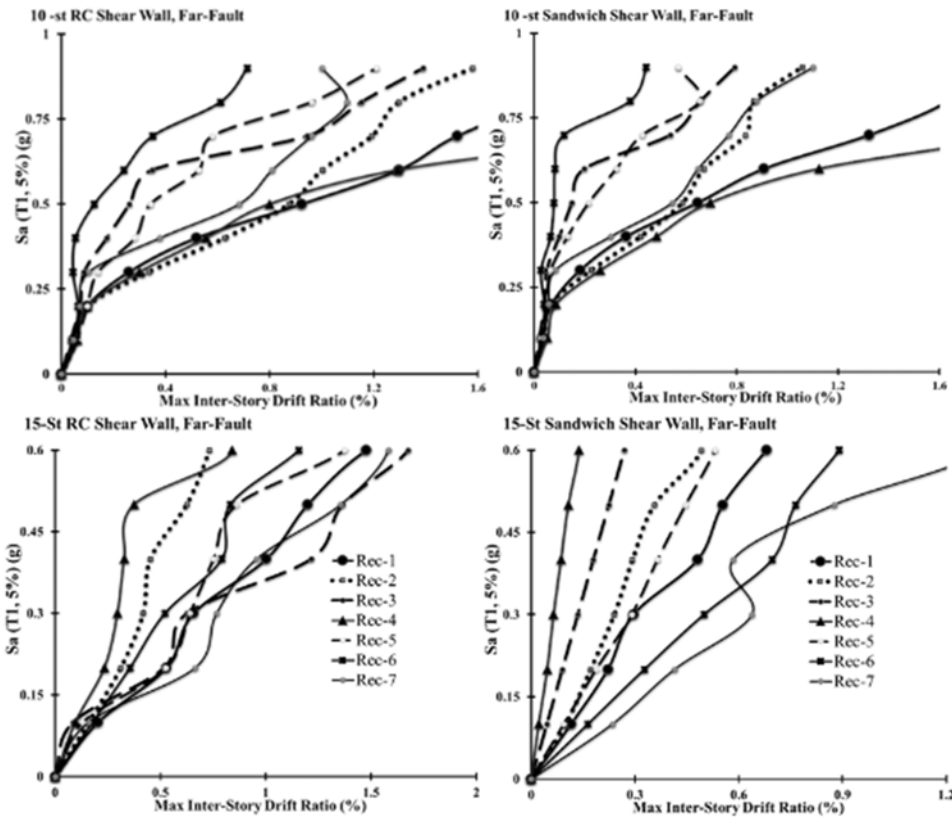 10 -st RC Shear Wall, Far-Fault
1
0.75
0.5
0.25
0
Sa (T1, 5%) (g)
0 0.4 0.8 1.2 1.6
Max Inter-Story Drift Ratio (%)
10 -st Sandwich Shear Wall, Far-Fault
1
0.75
0.5
0.25
0
Sa (T1, 5%) (g)
0 0.4 0.8 1.2 1.6
Max Inter-Story Drift Ratio (%)
15-St RC Shear Wall, Far-Fault
0.6
0.45
0.3
0.15
0
Sa (T1, 5%) (g)
Rec-1
Rec-2
Rec-3
Rec-4
Rec-5
Rec-6
Rec-7
0 0.5 1 1.5 2
Max Inter-Story Drift Ratio (%)
15-St Sandwich Shear Wall, Far-Fault
0.6
0.45
0.3
0.15
0
Sa (T1, 5%) (g)
Rec-1
Rec-2
Rec-3
Rec-4
Rec-5
Rec-6
Rec-7
0 0.3 0.6 0.9 1.2
Max Inter-Story Drift Ratio (%)